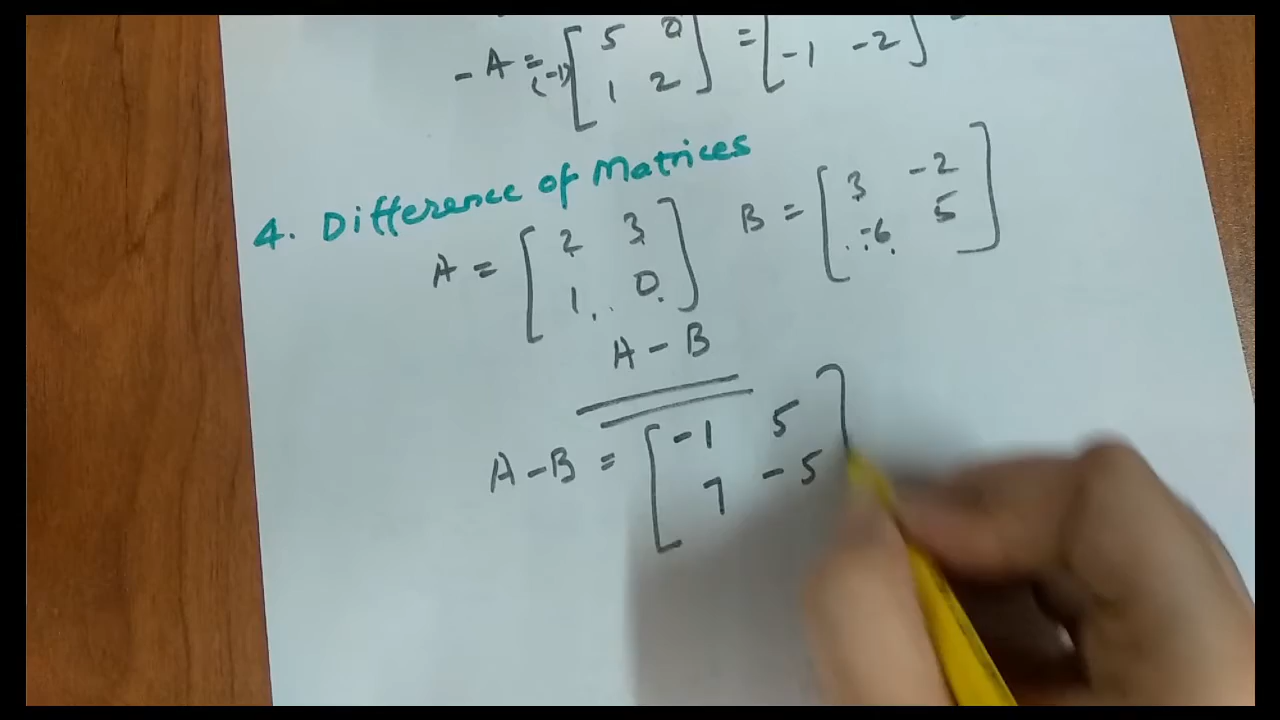 -A = (-1) [ 5 0 = [
1 2 ] -1 -2 ]
4. Difference of Matrices
A = [ 2 3 B = [ 3 -2
1 0 ] -6 5 ]
A - B
A - B = [ -1 5
7 -5 ]